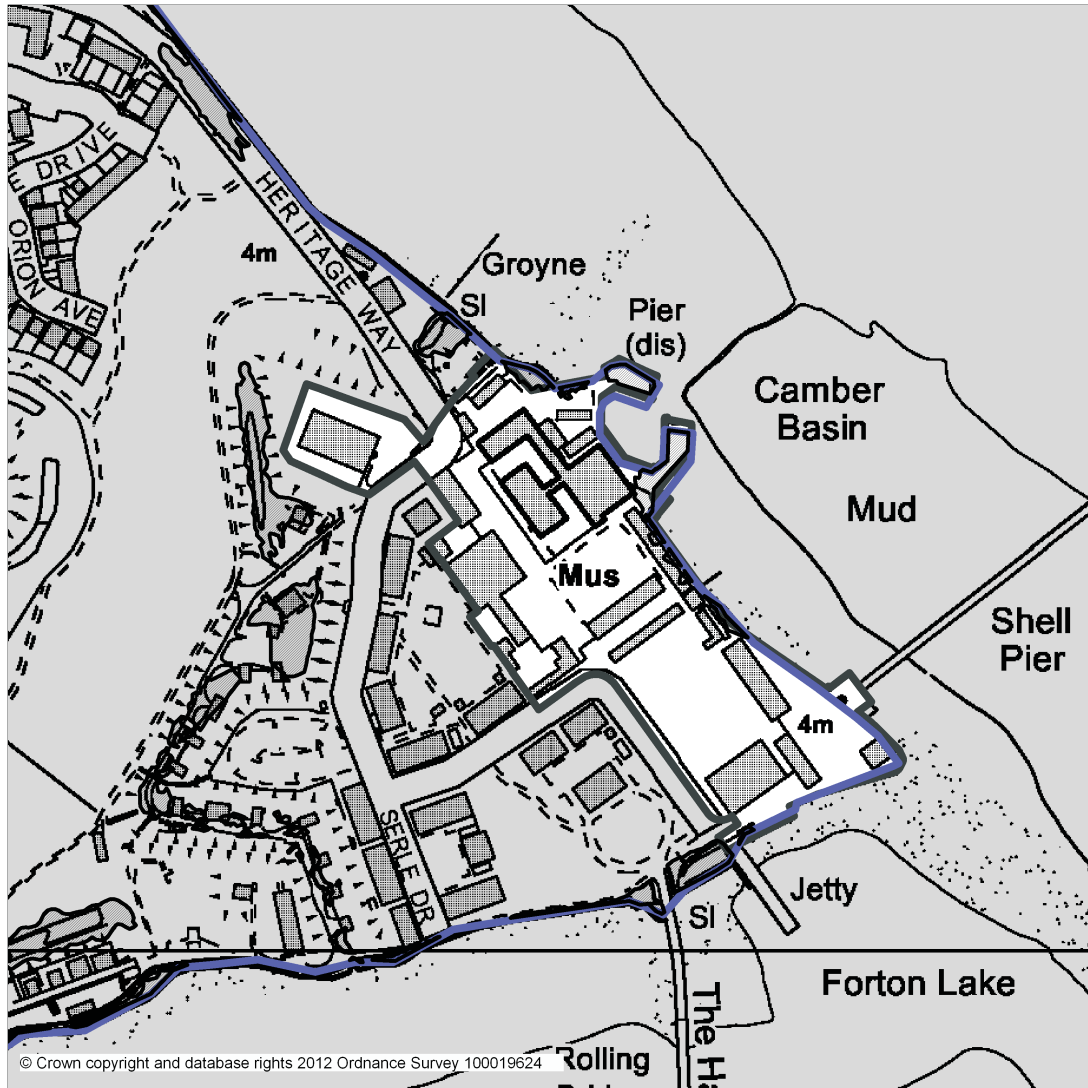 E DRIVE
ORION AVE
HERITAGE WAY
4m
Groyne
Sl
Pier
(dis)
Camber
Basin
Mud
Mus
Shell
Pier
4m
SERLE DR
Jetty
Sl
Forton Lake
The Ha
Rolling
© Crown copyright and database rights 2012 Ordnance Survey 100019624